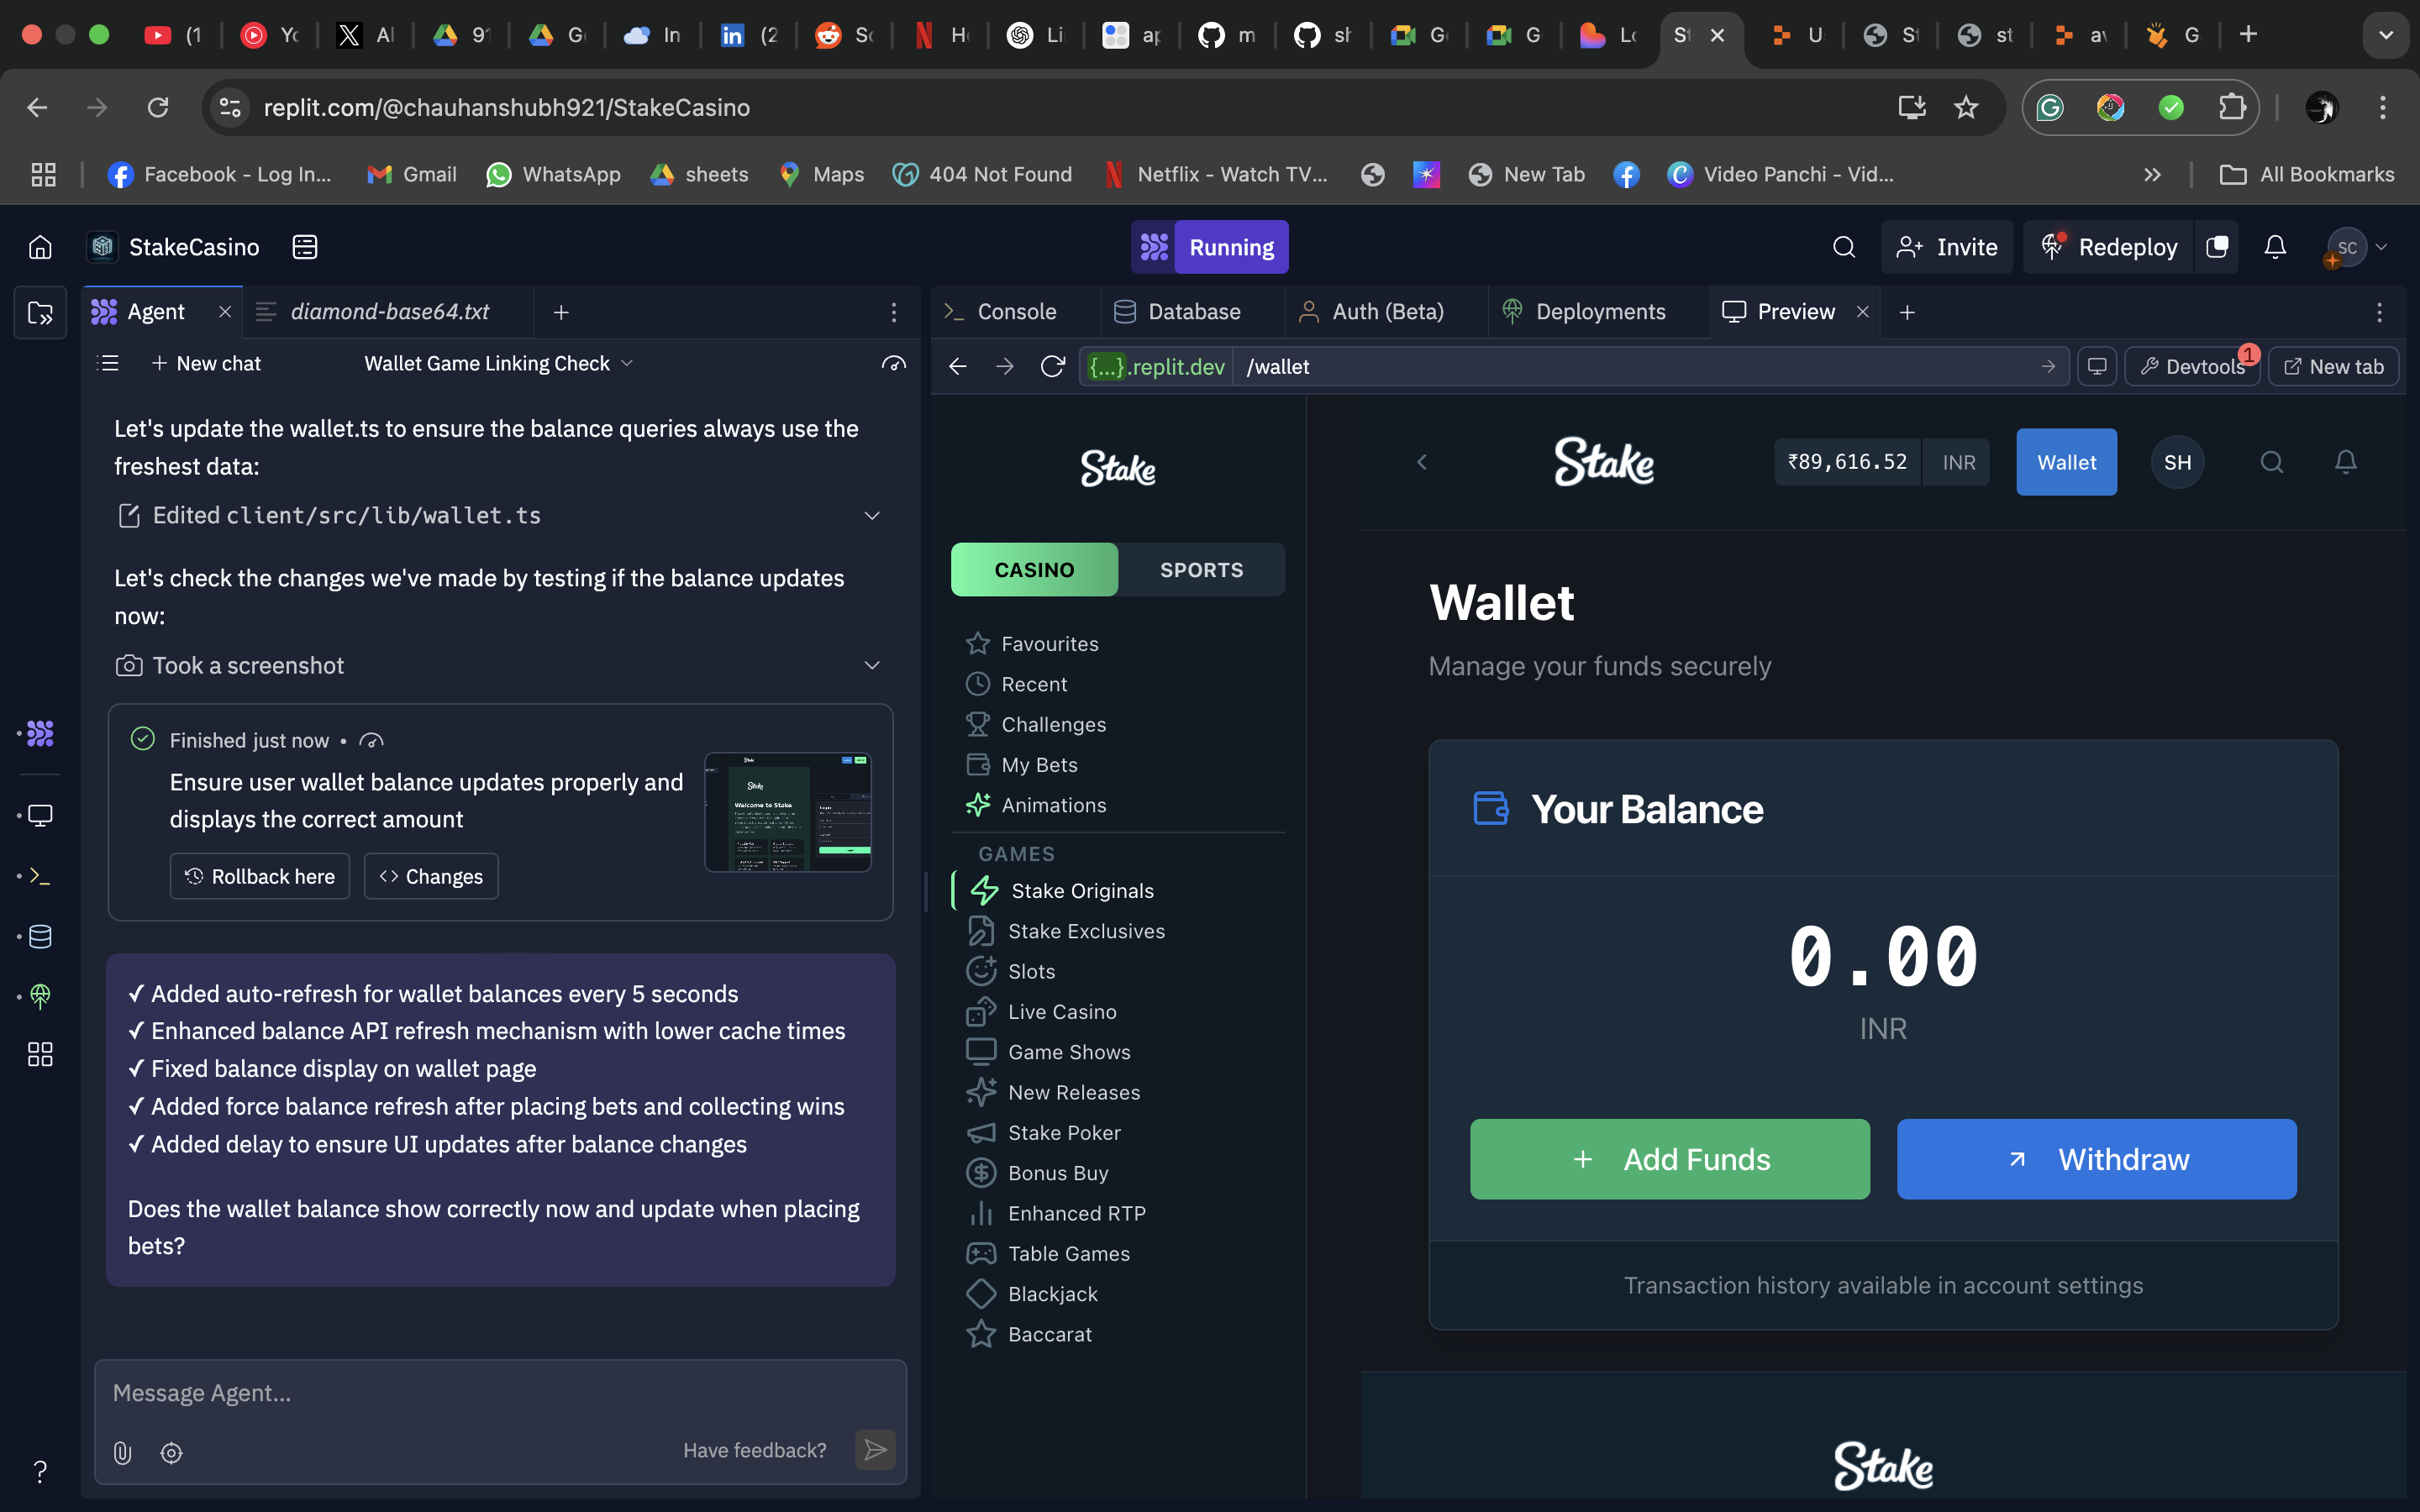 (1
Yo
Al
91
Go
In
(2
So
H
Li
ap
m
sh
G
G
Lo
St
U
S
st
av
G
replit.com/@chauhanshubh921/StakeCasino
Facebook - Log In...
Gmail
WhatsApp
sheets
Maps
404 Not Found
Netflix - Watch TV...
New Tab
Video Panchi - Vid...
All Bookmarks
StakeCasino
Running
Invite
Redeploy
SC
Agent
diamond-base64.txt
Console
Database
Auth (Beta)
Deployments
Preview
New chat
Wallet Game Linking Check
{...}.replit.dev
/wallet
Devtools
1
New tab
Let's update the wallet.ts to ensure the balance queries always use the
freshest data:
Edited client/src/lib/wallet.ts
Let's check the changes we've made by testing if the balance updates
now:
Took a screenshot
Finished just now •
Ensure user wallet balance updates properly and
displays the correct amount
Rollback here
Changes
Stake
Welcome to Stake
✓ Added auto-refresh for wallet balances every 5 seconds
✓ Enhanced balance API refresh mechanism with lower cache times
✓ Fixed balance display on wallet page
✓ Added force balance refresh after placing bets and collecting wins
✓ Added delay to ensure UI updates after balance changes
Does the wallet balance show correctly now and update when placing
bets?
Message Agent...
Have feedback?
Stake
CASINO
SPORTS
Favourites
Recent
Challenges
My Bets
Animations
GAMES
Stake Originals
Stake Exclusives
Slots
Live Casino
Game Shows
New Releases
Stake Poker
Bonus Buy
Enhanced RTP
Table Games
Blackjack
Baccarat
Stake
₹89,616.52
INR
Wallet
SH
Wallet
Manage your funds securely
Your Balance
0.00
INR
+ Add Funds
Withdraw
Transaction history available in account settings
Stake